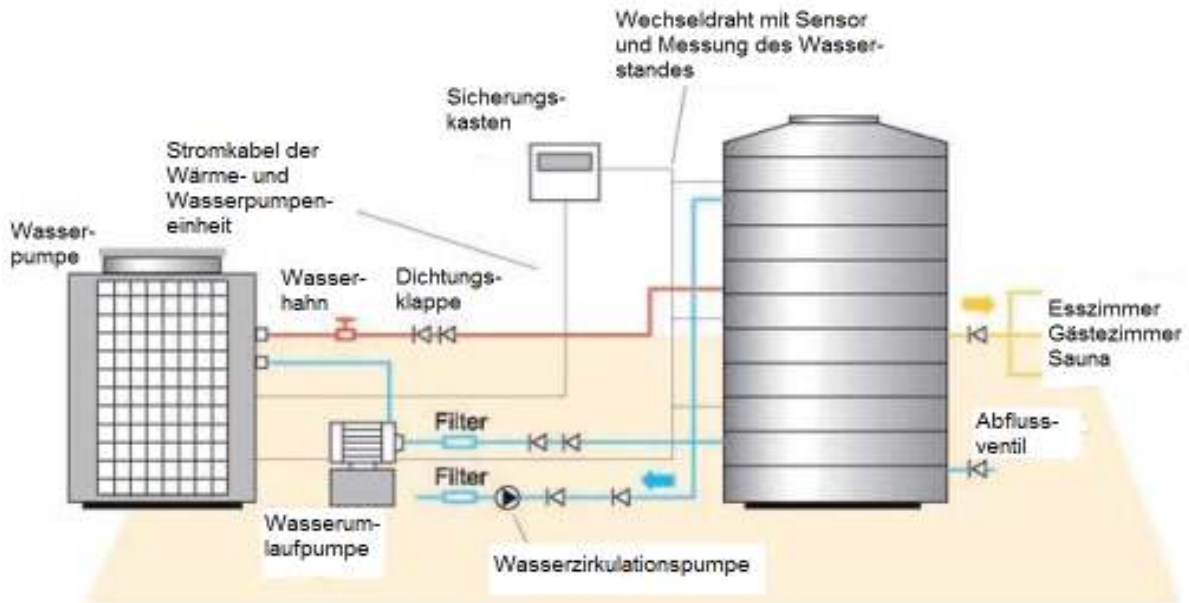 Wechseldraht mit Sensor
und Messung des Wasser-
standes
Sicherungs-
kasten
Stromkabel der
Wärme- und
Wasserpumpen-
einheit
Wasser-
pumpe
Wasser-
hahn
Dichtungs-
klappe
Esszimmer
Gästezimmer
Sauna
Filter
Abfluss-
ventil
Filter
Wasserum-
laufpumpe
Wasserzirkulationspumpe